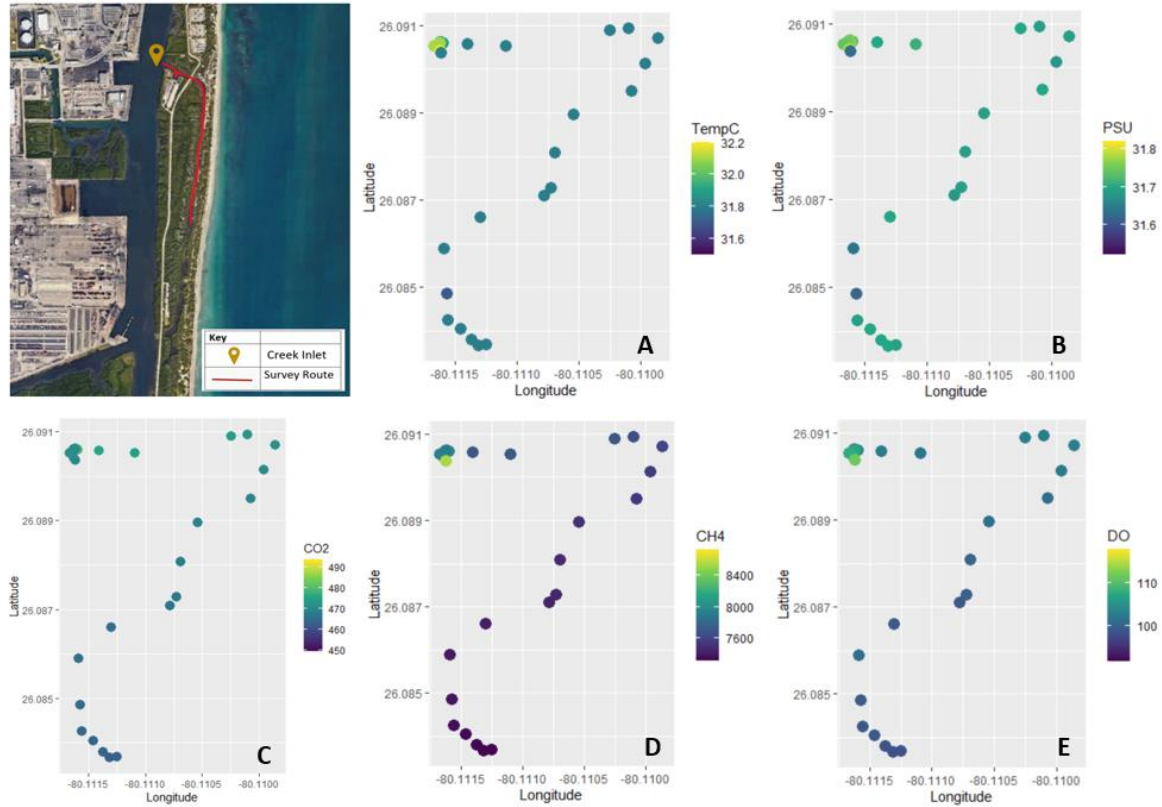 Key
Creek Inlet
Survey Route
26.091
26.089
26.087
26.085
Latitude
-80.1115
-80.1110
-80.1105
-80.1100
Longitude
TempC
32.2
32.0
31.8
31.6
A
26.091
26.089
26.087
26.085
Latitude
-80.1115
-80.1110
-80.1105
-80.1100
Longitude
PSU
31.8
31.7
31.6
B
26.091
26.089
26.087
26.085
Latitude
-80.1115
-80.1110
-80.1105
-80.1100
Longitude
CO2
490
480
470
460
450
C
26.091
26.089
26.087
26.085
Latitude
-80.1115
-80.1110
-80.1105
-80.1100
Longitude
CH4
8400
8000
7600
D
26.091
26.089
26.087
26.085
Latitude
-80.1115
-80.1110
-80.1105
-80.1100
Longitude
DO
110
100
E